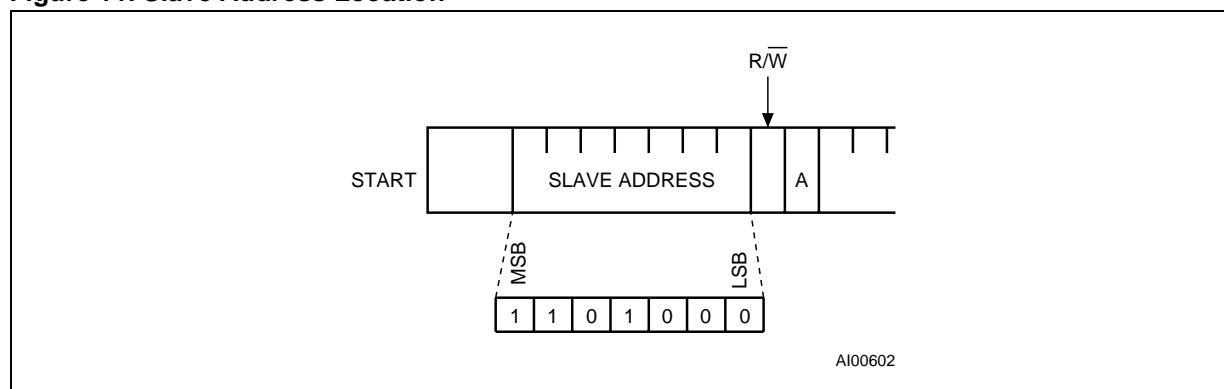 R/W̅
START
SLAVE ADDRESS
A
MSB
LSB
1 1 0 1 0 0 0
AI00602